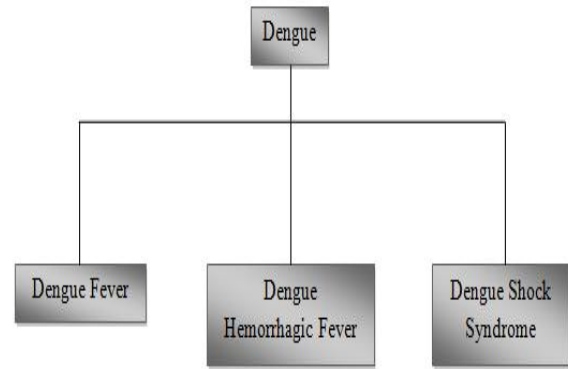 Dengue
Dengue Fever
Dengue
Hemorrhagic Fever
Dengue Shock
Syndrome